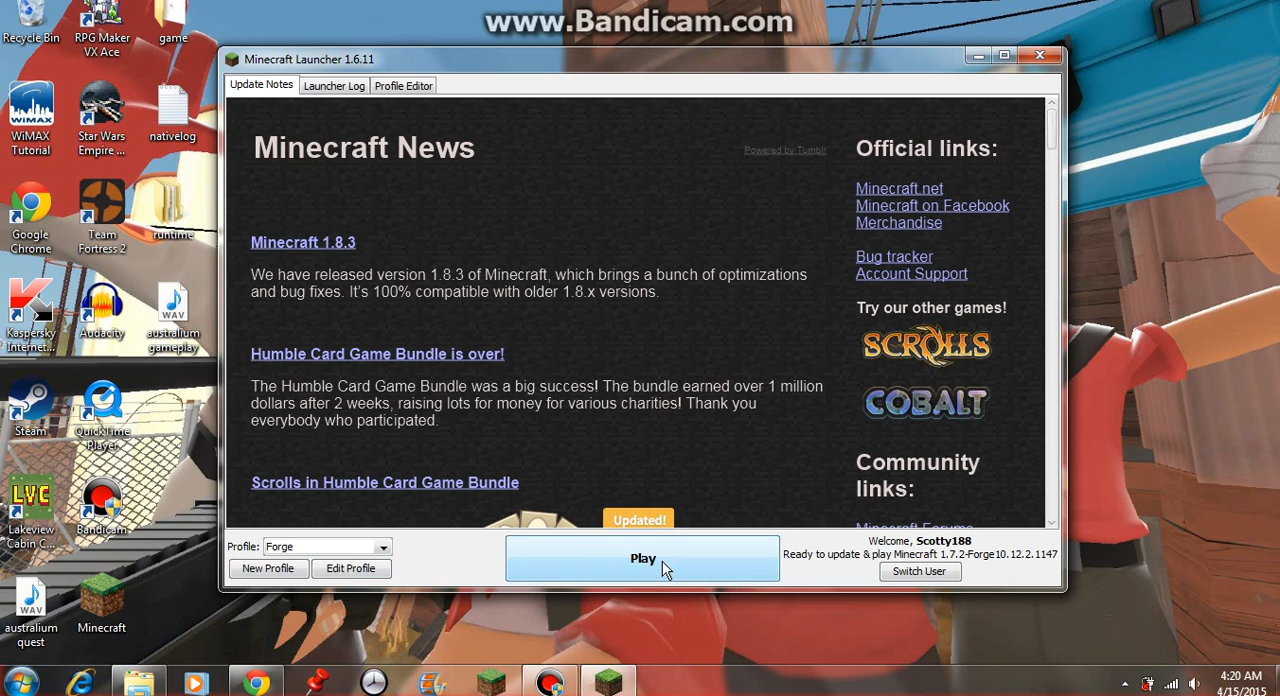 www.Bandicam.com
Recycle Bin
RPG Maker
VX Ace
game
WiMAX
WiMAX
Tutorial
Star Wars
Empire ...
nativelog
Google
Chrome
Team
Fortress 2
runtime
Kaspersky
Internet...
Audacity
WAV
australium
gameplay
Steam
QuickTime
Player
LVC
Lakeview
Cabin C...
Bandicam
WAV
australium
quest
Minecraft
Minecraft Launcher 1.6.11
Update Notes
Launcher Log
Profile Editor
Minecraft News
Powered by Tumblr
Minecraft 1.8.3
We have released version 1.8.3 of Minecraft, which brings a bunch of optimizations
and bug fixes. It's 100% compatible with older 1.8.x versions.
Humble Card Game Bundle is over!
The Humble Card Game Bundle was a big success! The bundle earned over 1 million
dollars after 2 weeks, raising lots for money for various charities! Thank you
everybody who participated.
Scrolls in Humble Card Game Bundle
Updated!
Official links:
Minecraft.net
Minecraft on Facebook
Merchandise
Bug tracker
Account Support
Try our other games!
SCROLLS
COBALT
Community
links:
Minecraft Forums
Profile: Forge
New Profile
Edit Profile
Play
Welcome, Scotty188
Ready to update & play Minecraft 1.7.2-Forge10.12.2.1147
Switch User
4:20 AM
4/15/2015